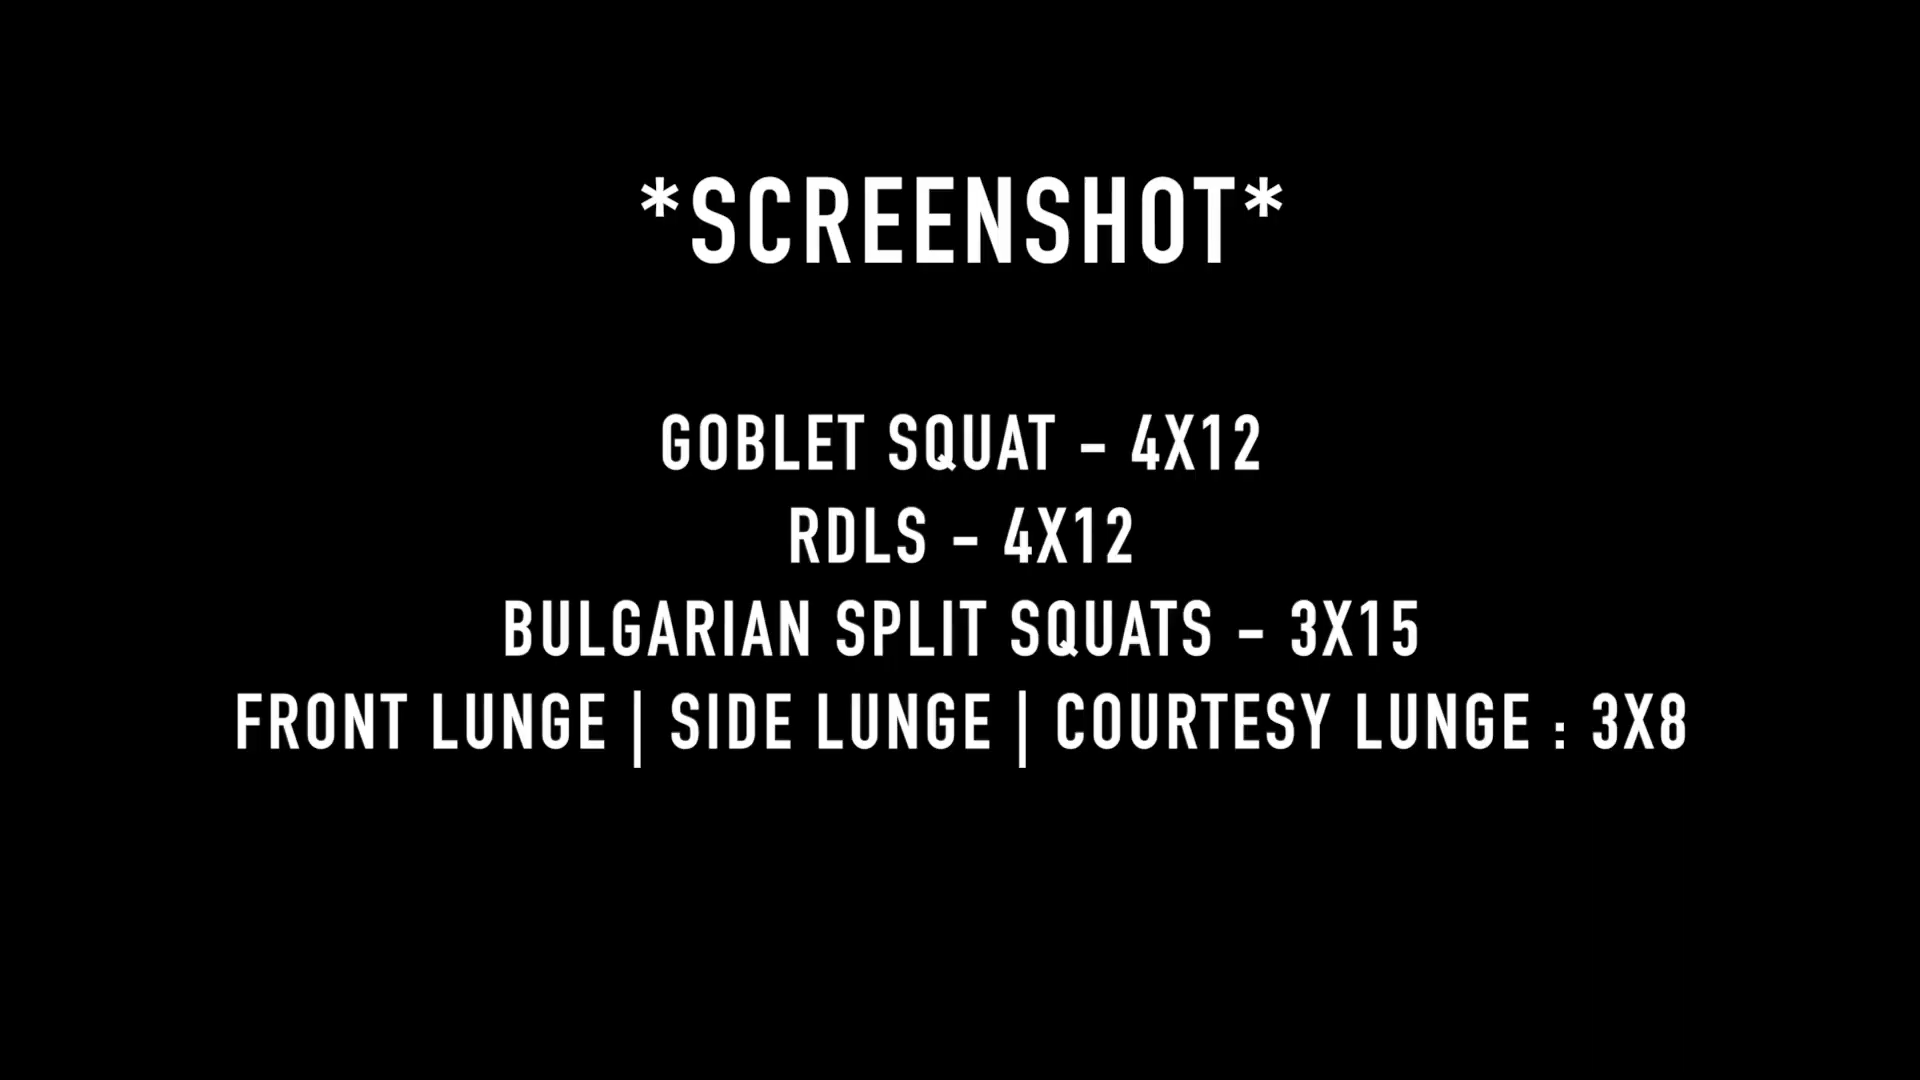 *SCREENSHOT*
GOBLET SQUAT - 4X12
RDLS - 4X12
BULGARIAN SPLIT SQUATS - 3X15
FRONT LUNGE | SIDE LUNGE | COURTESY LUNGE : 3X8